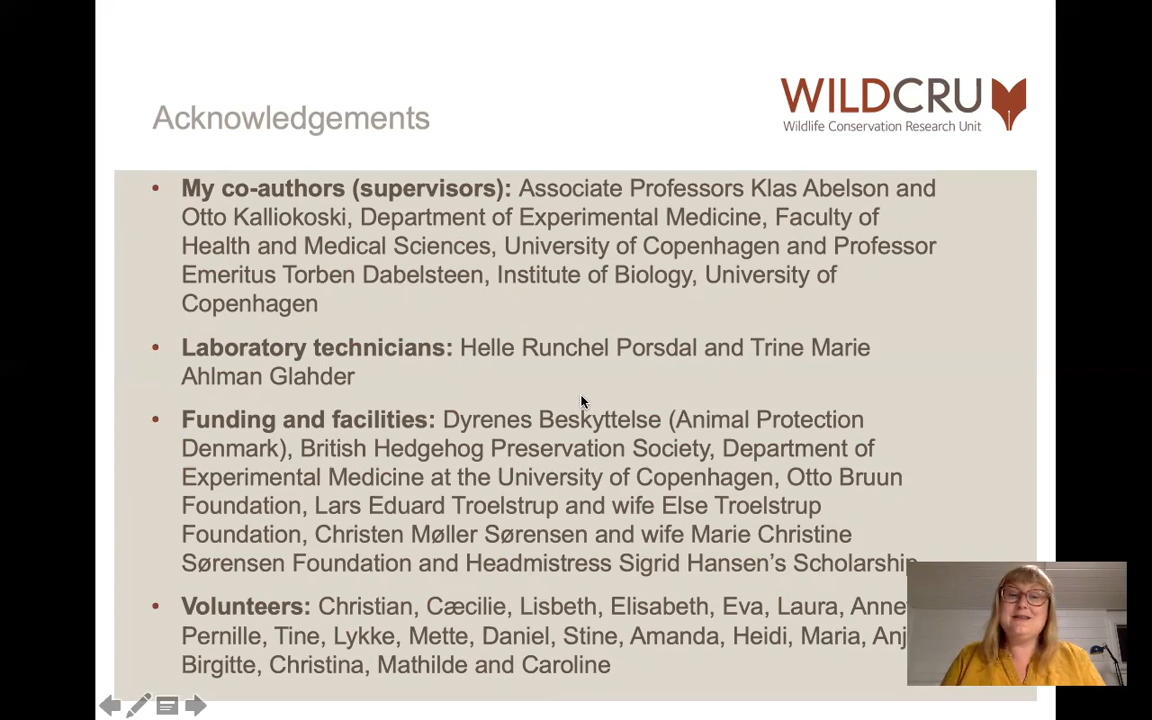 WILDCRU
Wildlife Conservation Research Unit
Acknowledgements
• My co-authors (supervisors): Associate Professors Klas Abelson and
Otto Kalliokoski, Department of Experimental Medicine, Faculty of
Health and Medical Sciences, University of Copenhagen and Professor
Emeritus Torben Dabelsteen, Institute of Biology, University of
Copenhagen
• Laboratory technicians: Helle Runchel Porsdal and Trine Marie
Ahlman Glahder
• Funding and facilities: Dyrenes Beskyttelse (Animal Protection
Denmark), British Hedgehog Preservation Society, Department of
Experimental Medicine at the University of Copenhagen, Otto Bruun
Foundation, Lars Eduard Troelstrup and wife Else Troelstrup
Foundation, Christen Møller Sørensen and wife Marie Christine
Sørensen Foundation and Headmistress Sigrid Hansen’s Scholarship
• Volunteers: Christian, Cæcilie, Lisbeth, Elisabeth, Eva, Laura,
Pernille, Tine, Lykke, Mette, Daniel, Stine, Amanda, Heidi, Maria,
Birgitte, Christina, Mathilde and Caroline